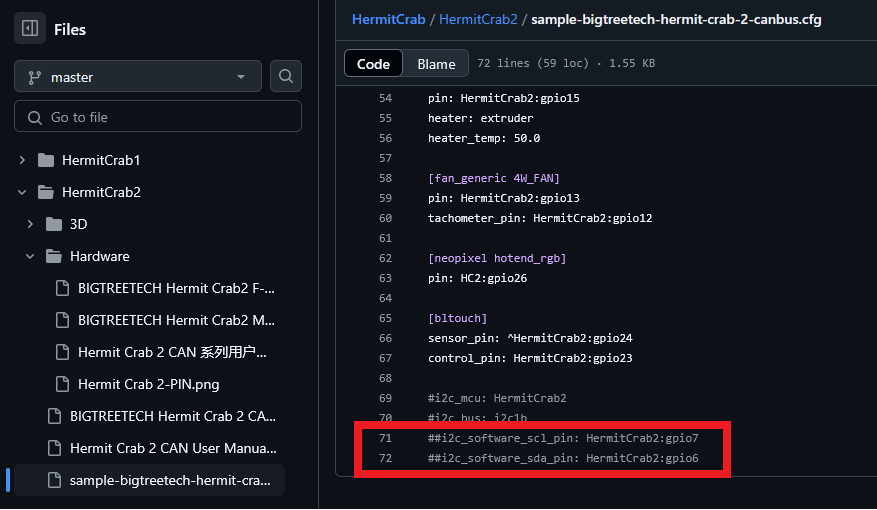 Files
master
Go to file
HermitCrab1
HermitCrab2
3D
Hardware
BIGTREETECH Hermit Crab2 F-...
BIGTREETECH Hermit Crab2 M...
Hermit Crab 2 CAN 系列用户...
Hermit Crab 2-PIN.png
BIGTREETECH Hermit Crab 2 CA...
Hermit Crab 2 CAN User Manua...
sample-bigtreetech-hermit-cra...
HermitCrab / HermitCrab2 / sample-bigtreetech-hermit-crab-2-canbus.cfg
Code Blame 72 lines (59 loc) · 1.55 KB
54 pin: HermitCrab2:gpio15
55 heater: extruder
56 heater_temp: 50.0
57
58 [fan_generic 4W_FAN]
59 pin: HermitCrab2:gpio13
60 tachometer_pin: HermitCrab2:gpio12
61
62 [neopixel hotend_rgb]
63 pin: HC2:gpio26
64
65 [bltouch]
66 sensor_pin: ^HermitCrab2:gpio24
67 control_pin: HermitCrab2:gpio23
68
69 #i2c_mcu: HermitCrab2
70 #i2c_bus: i2c1b
71 ##i2c_software_scl_pin: HermitCrab2:gpio7
72 ##i2c_software_sda_pin: HermitCrab2:gpio6